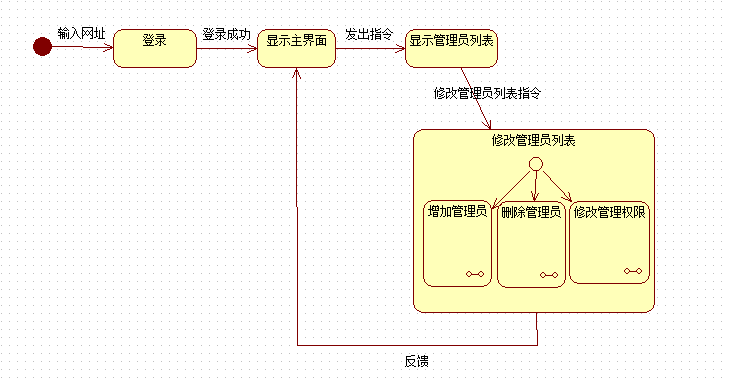 输入网址
登录
登录成功
显示主界面
发出指令
显示管理员列表
修改管理员列表指令
修改管理员列表
增加管理员
删除管理员
修改管理权限
反馈